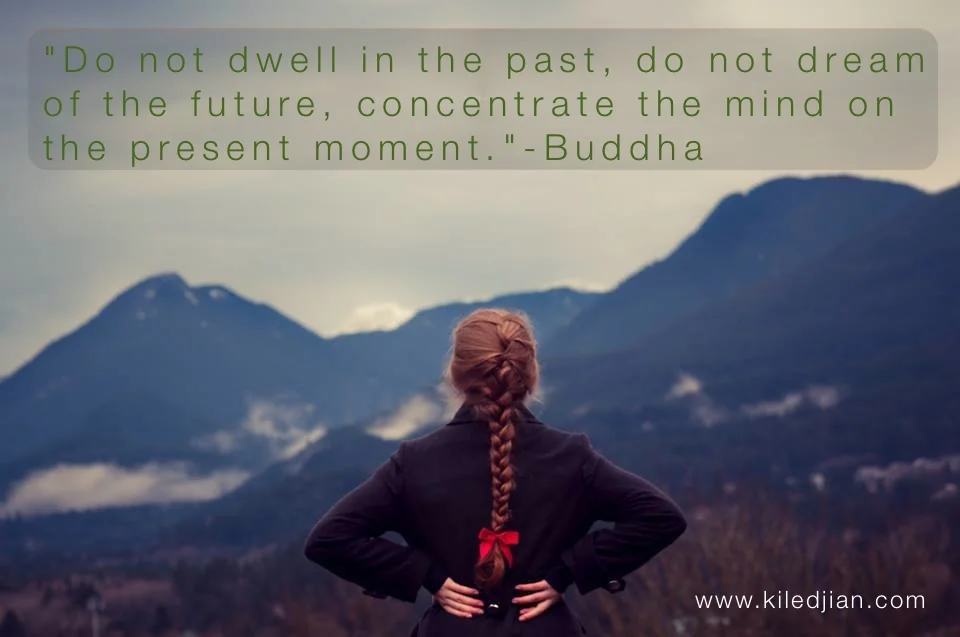 "Do not dwell in the past, do not dream
of the future, concentrate the mind on
the present moment."-Buddha
www.kiledjian.com